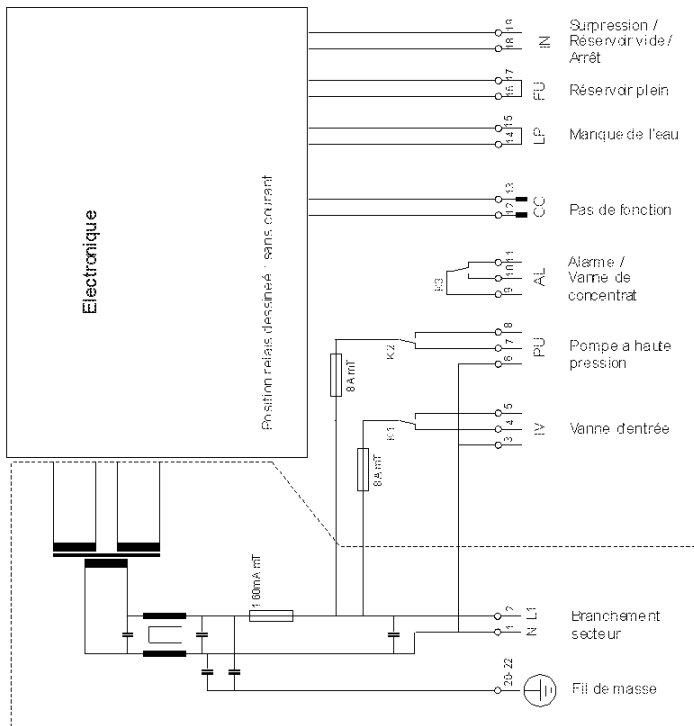 Electronique
Position relais dessineé : sans courant
19
18
IN
Surpression /
Réservoir vide /
Arrêt
17
16
FU
Réservoir plein
15
14
LP
Manque de l'eau
13
12
CC
Pas de fonction
11
10
9
AL
K3
Alarme /
Vanne de
concentrat
8
7
6
PU
K2
8 A mT
Pompe a haute
pression
5
4
3
IV
K1
8 A mT
Vanne d'entrée
160mA mT
2
L1
1
N
Branchement
secteur
20-22
Fil de masse